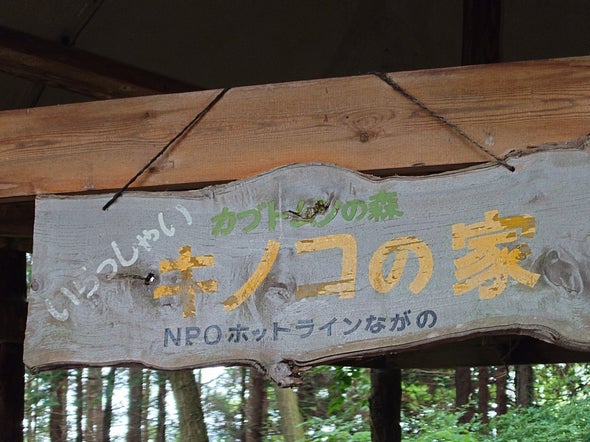 いらっしゃい
カブトムシの森
キノコの家
NPOホットラインながの